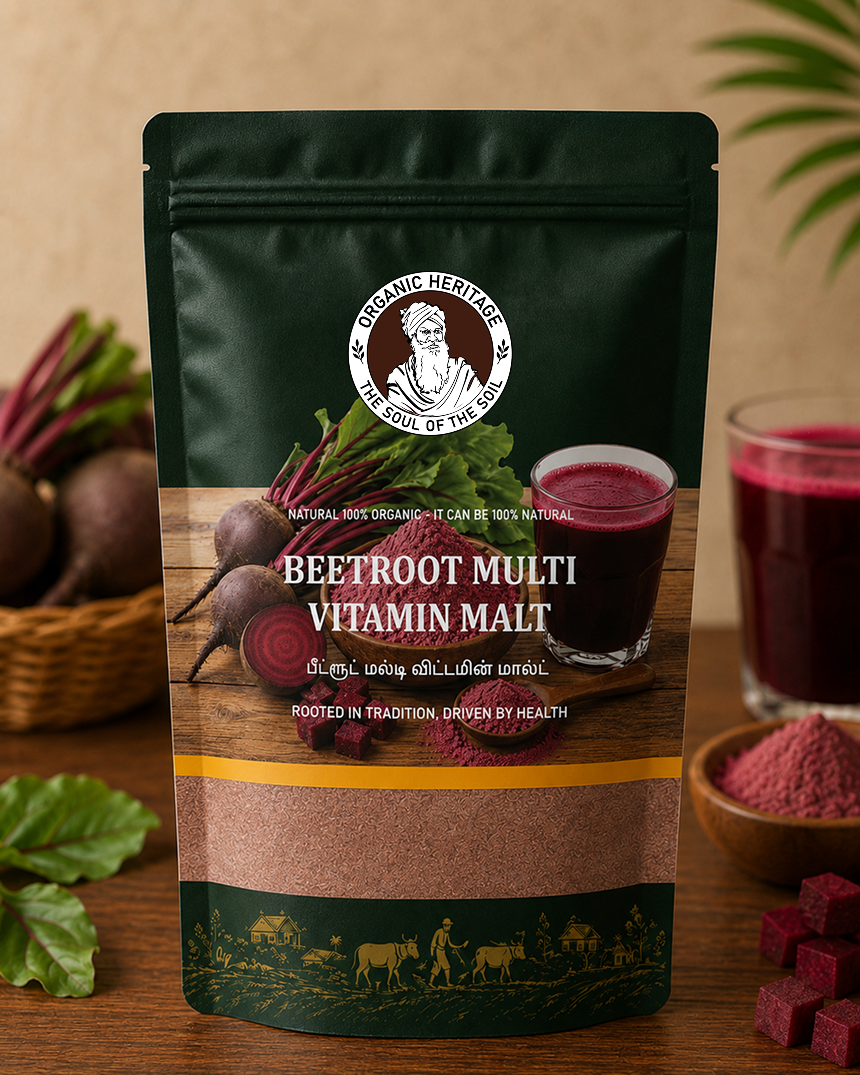 ORGANIC HERITAGE
THE SOUL OF THE SOIL
NATURAL 100% ORGANIC - IT CAN BE 100% NATURAL
BEETROOT MULTI
VITAMIN MALT
பீட்ரூட் மல்டி விட்டமின் மால்ட்
ROOTED IN TRADITION, DRIVEN BY HEALTH